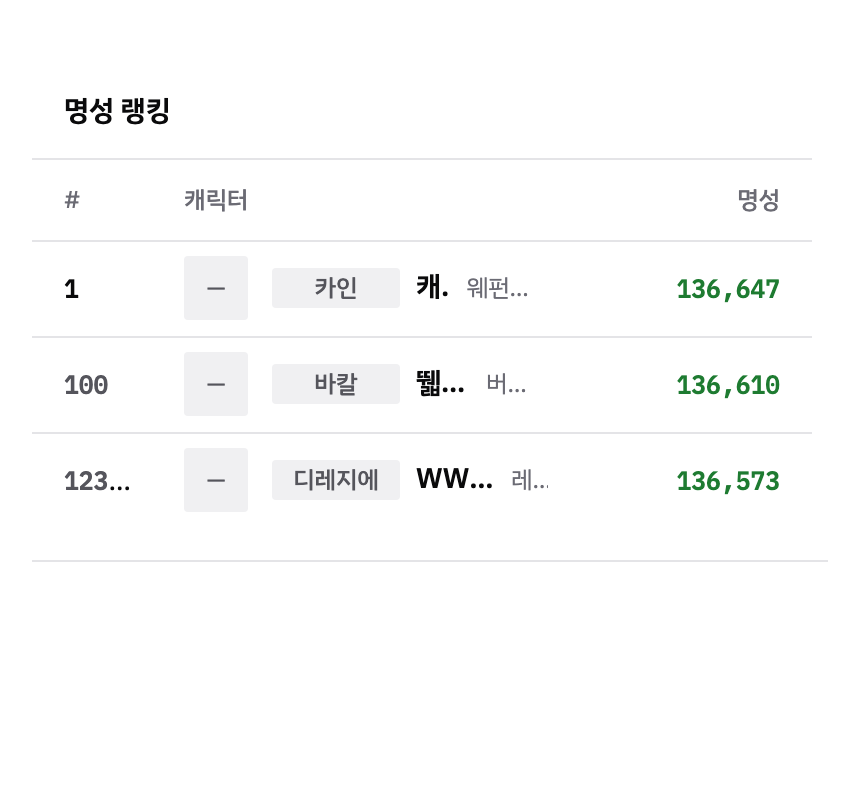 명성 랭킹
# 캐릭터 명성
1 — 카인 캐. 웨펀... 136,647
100 — 바칼 뛟... 버... 136,610
123... — 디레지에 WW... 레... 136,573